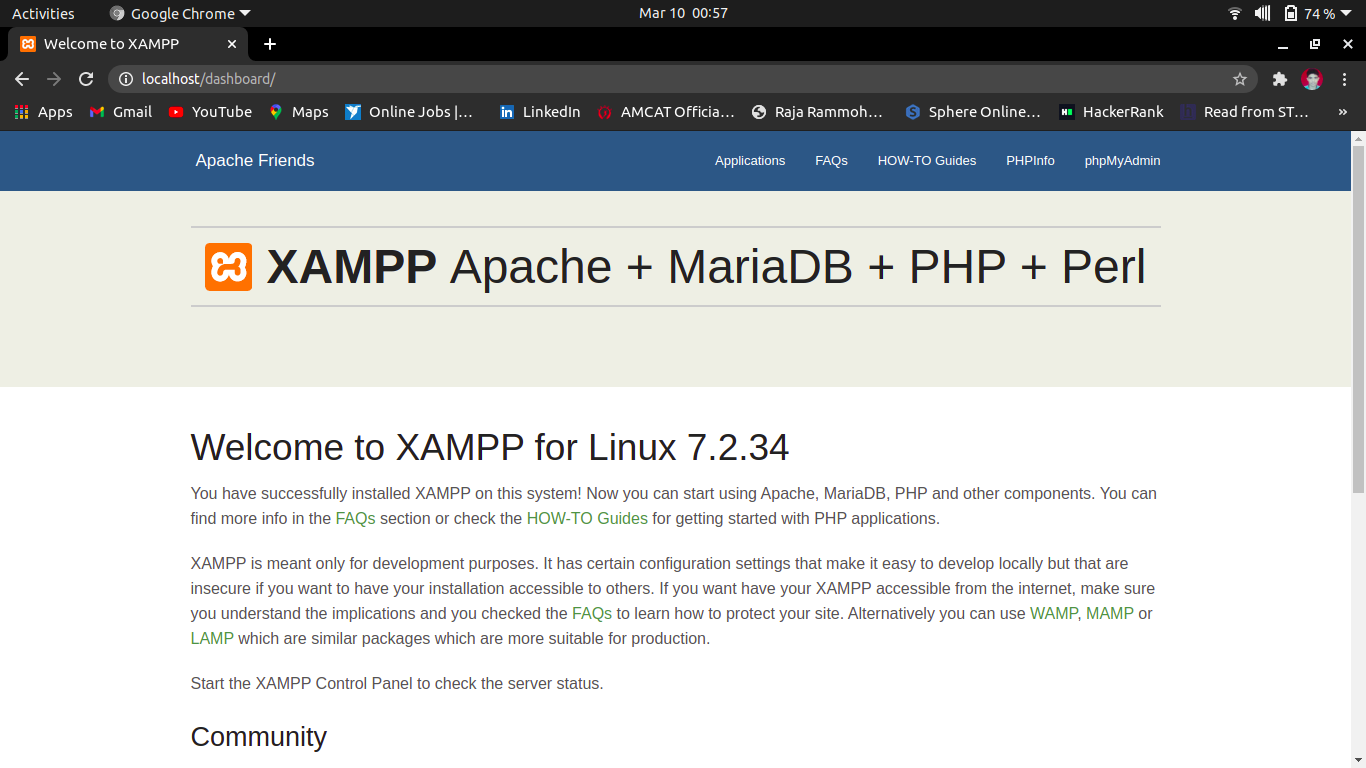 Activities Google Chrome Mar 10 00:57 74 %
Welcome to XAMPP
localhost/dashboard/
Apps Gmail YouTube Maps Online Jobs |... LinkedIn AMCAT Officia... Raja Rammoh... Sphere Online... HackerRank Read from ST... »
Apache Friends Applications FAQs HOW-TO Guides PHPInfo phpMyAdmin
XAMPP Apache + MariaDB + PHP + Perl
Welcome to XAMPP for Linux 7.2.34
You have successfully installed XAMPP on this system! Now you can start using Apache, MariaDB, PHP and other components. You can
find more info in the FAQs section or check the HOW-TO Guides for getting started with PHP applications.
XAMPP is meant only for development purposes. It has certain configuration settings that make it easy to develop locally but that are
insecure if you want to have your installation accessible to others. If you want have your XAMPP accessible from the internet, make sure
you understand the implications and you checked the FAQs to learn how to protect your site. Alternatively you can use WAMP, MAMP or
LAMP which are similar packages which are more suitable for production.
Start the XAMPP Control Panel to check the server status.
Community